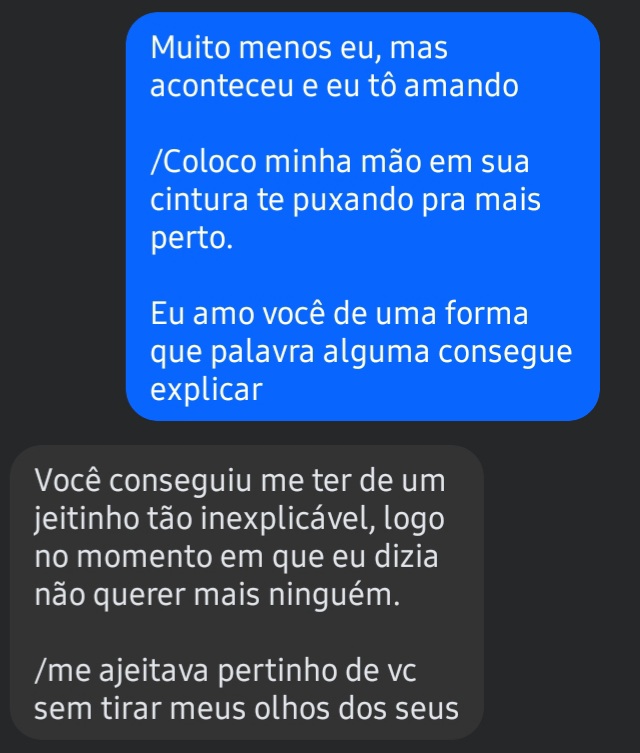 Muito menos eu, mas
aconteceu e eu tô amando
/Coloco minha mão em sua
cintura te puxando pra mais
perto.
Eu amo você de uma forma
que palavra alguma consegue
explicar
Você conseguiu me ter de um
jeitinho tão inexplicável, logo
no momento em que eu dizia
não querer mais ninguém.
/me ajeitava pertinho de vc
sem tirar meus olhos dos seus